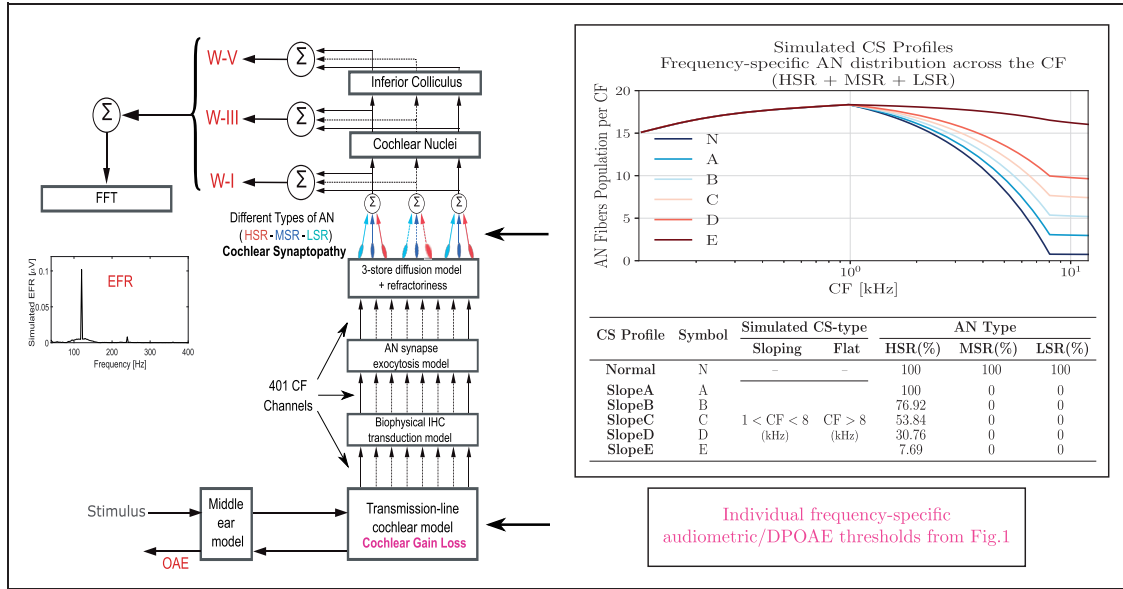 W-V
Σ
Inferior Colliculus
Σ
W-III
Σ
Cochlear Nuclei
W-I
Σ
FFT
Σ
Σ
Σ
Different Types of AN
(HSR - MSR - LSR)
Cochlear Synaptopathy
3-store diffusion model
+ refractoriness
Simulated EFR [μV]
0.1
0.05
0
EFR
100
200
300
400
Frequency [Hz]
AN synapse
exocytosis model
401 CF
Channels
Biophysical IHC
transduction model
Stimulus
Middle
ear
model
Transmission-line
cochlear model
Cochlear Gain Loss
OAE
Simulated CS Profiles
Frequency-specific AN distribution across the CF
(HSR + MSR + LSR)
AN Fibers Population per CF
20
15
10
5
0
N
A
B
C
D
E
10⁰
10¹
CF [kHz]
CS Profile Symbol Simulated CS-type AN Type
Sloping Flat HSR(%) MSR(%) LSR(%)
Normal N – – 100 100 100
SlopeA A 100 0 0
SlopeB B 76.92 0 0
SlopeC C 1 < CF < 8 CF > 8 53.84 0 0
SlopeD D (kHz) (kHz) 30.76 0 0
SlopeE E 7.69 0 0
Individual frequency-specific
audiometric/DPOAE thresholds from Fig.1